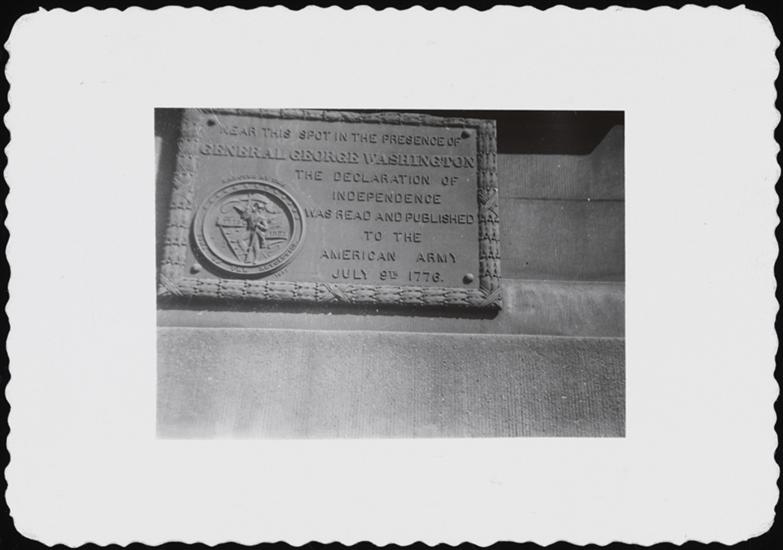 NEAR THIS SPOT IN THE PRESENCE OF
GENERAL GEORGE WASHINGTON
THE DECLARATION OF
INDEPENDENCE
WAS READ AND PUBLISHED
TO THE
AMERICAN ARMY
JULY 9TH 1776.